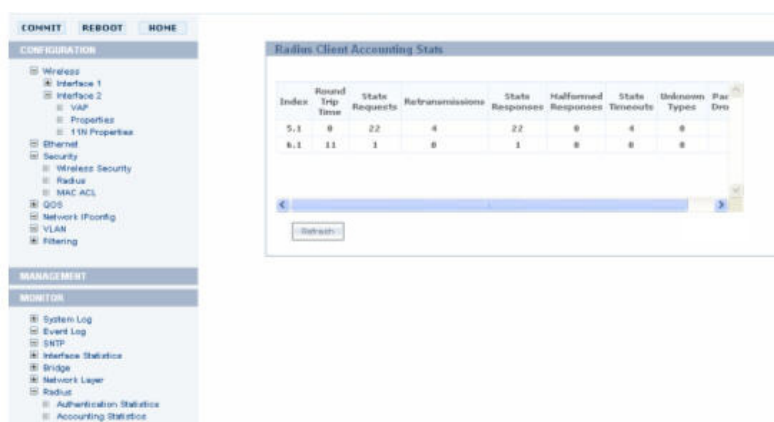 COMMIT REBOOT HOME
CONFIGURATION
Wireless
Interface 1
Interface 2
VAP
Properties
11N Properties
Ethernet
Security
Wireless Security
Radius
MAC ACL
QOS
Network IPconfig
VLAN
Filtering
MANAGEMENT
MONITOR
System Log
Event Log
SNTP
Interface Statistics
Bridge
Network Layer
Radius
Authentication Statistics
Accounting Statistics
Radius Client Accounting Stats
Index Round Trip Time State Requests Retransmissions State Responses Malformed Responses State Timeouts Unknown Types Pac Dro
5.1 0 22 4 22 0 4 0
6.1 11 1 0 1 0 0 0
Refresh